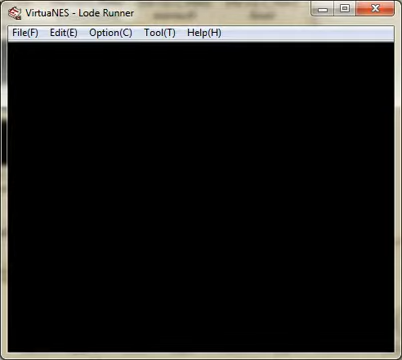 VirtuaNES - Lode Runner
File(F) Edit(E) Option(C) Tool(T) Help(H)